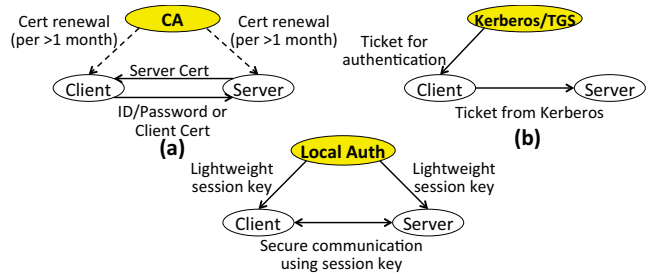 Cert renewal
(per >1 month)
CA
Cert renewal
(per >1 month)
Server Cert
Client
Server
ID/Password or
Client Cert
(a)
Kerberos/TGS
Ticket for
authentication
Client
Server
Ticket from Kerberos
(b)
Local Auth
Lightweight
session key
Lightweight
session key
Client
Server
Secure communication
using session key